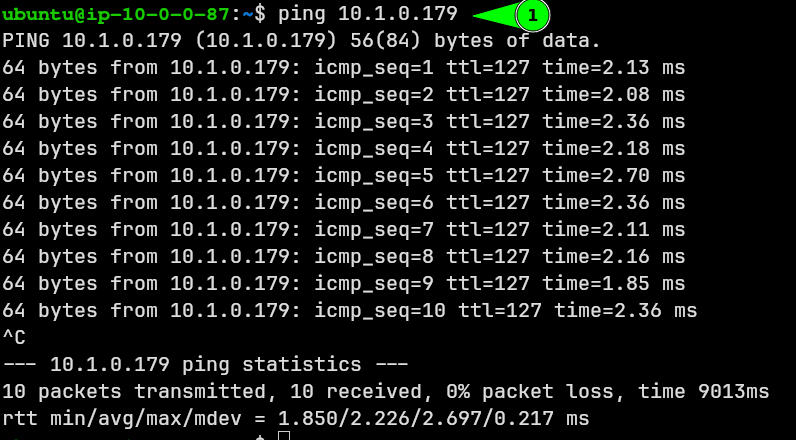 ubuntu@ip-10-0-0-87:~$ ping 10.1.0.179 1
PING 10.1.0.179 (10.1.0.179) 56(84) bytes of data.
64 bytes from 10.1.0.179: icmp_seq=1 ttl=127 time=2.13 ms
64 bytes from 10.1.0.179: icmp_seq=2 ttl=127 time=2.08 ms
64 bytes from 10.1.0.179: icmp_seq=3 ttl=127 time=2.36 ms
64 bytes from 10.1.0.179: icmp_seq=4 ttl=127 time=2.18 ms
64 bytes from 10.1.0.179: icmp_seq=5 ttl=127 time=2.70 ms
64 bytes from 10.1.0.179: icmp_seq=6 ttl=127 time=2.36 ms
64 bytes from 10.1.0.179: icmp_seq=7 ttl=127 time=2.11 ms
64 bytes from 10.1.0.179: icmp_seq=8 ttl=127 time=2.16 ms
64 bytes from 10.1.0.179: icmp_seq=9 ttl=127 time=1.85 ms
64 bytes from 10.1.0.179: icmp_seq=10 ttl=127 time=2.36 ms
^C
--- 10.1.0.179 ping statistics ---
10 packets transmitted, 10 received, 0% packet loss, time 9013ms
rtt min/avg/max/mdev = 1.850/2.226/2.697/0.217 ms